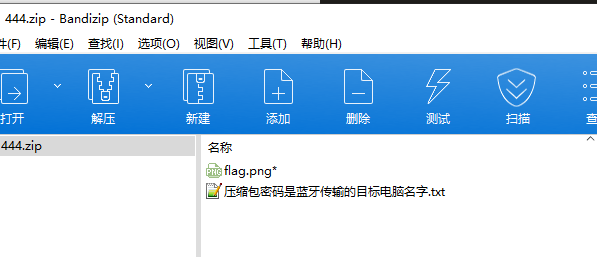 444.zip - Bandizip (Standard)
件(F) 编辑(E) 查找(I) 选项(O) 视图(V) 工具(T) 帮助(H)
打开 解压 新建 添加 删除 测试 扫描
444.zip
名称
PNG flag.png*
压缩包密码是蓝牙传输的目标电脑名字.txt